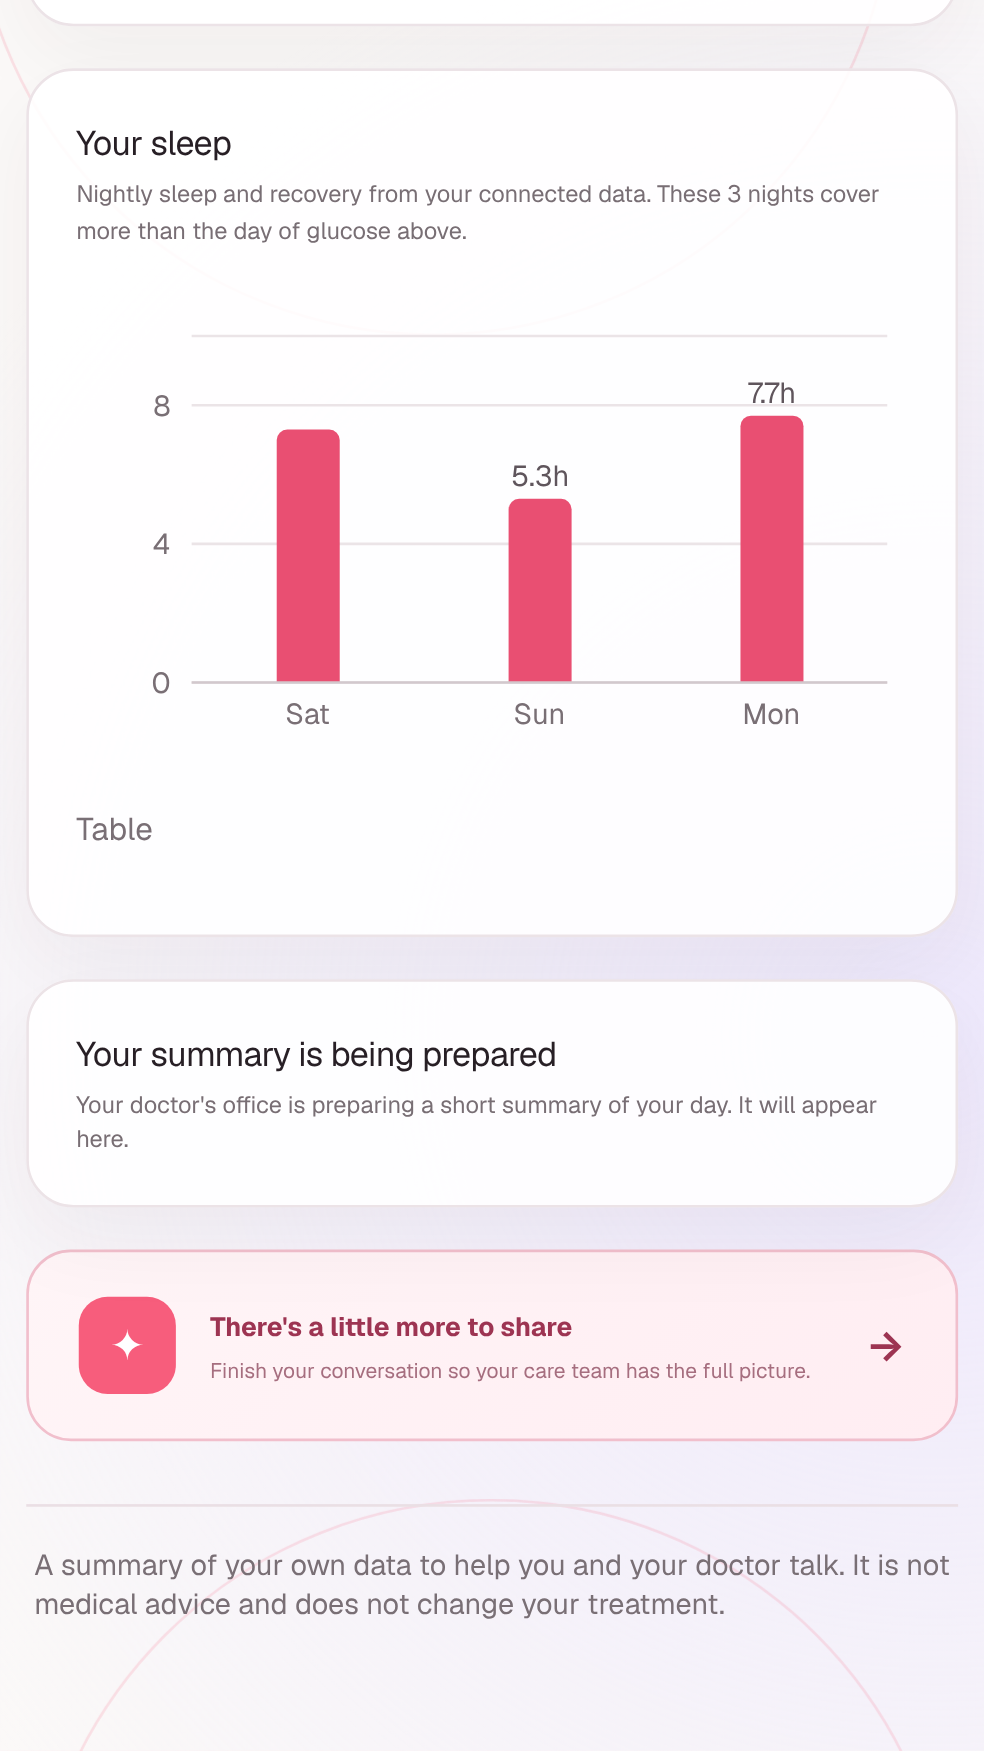 Your sleep
Nightly sleep and recovery from your connected data. These 3 nights cover
more than the day of glucose above.
8
7.7h
5.3h
4
0
Sat
Sun
Mon
Table
Your summary is being prepared
Your doctor's office is preparing a short summary of your day. It will appear
here.
There's a little more to share
Finish your conversation so your care team has the full picture.
A summary of your own data to help you and your doctor talk. It is not
medical advice and does not change your treatment.